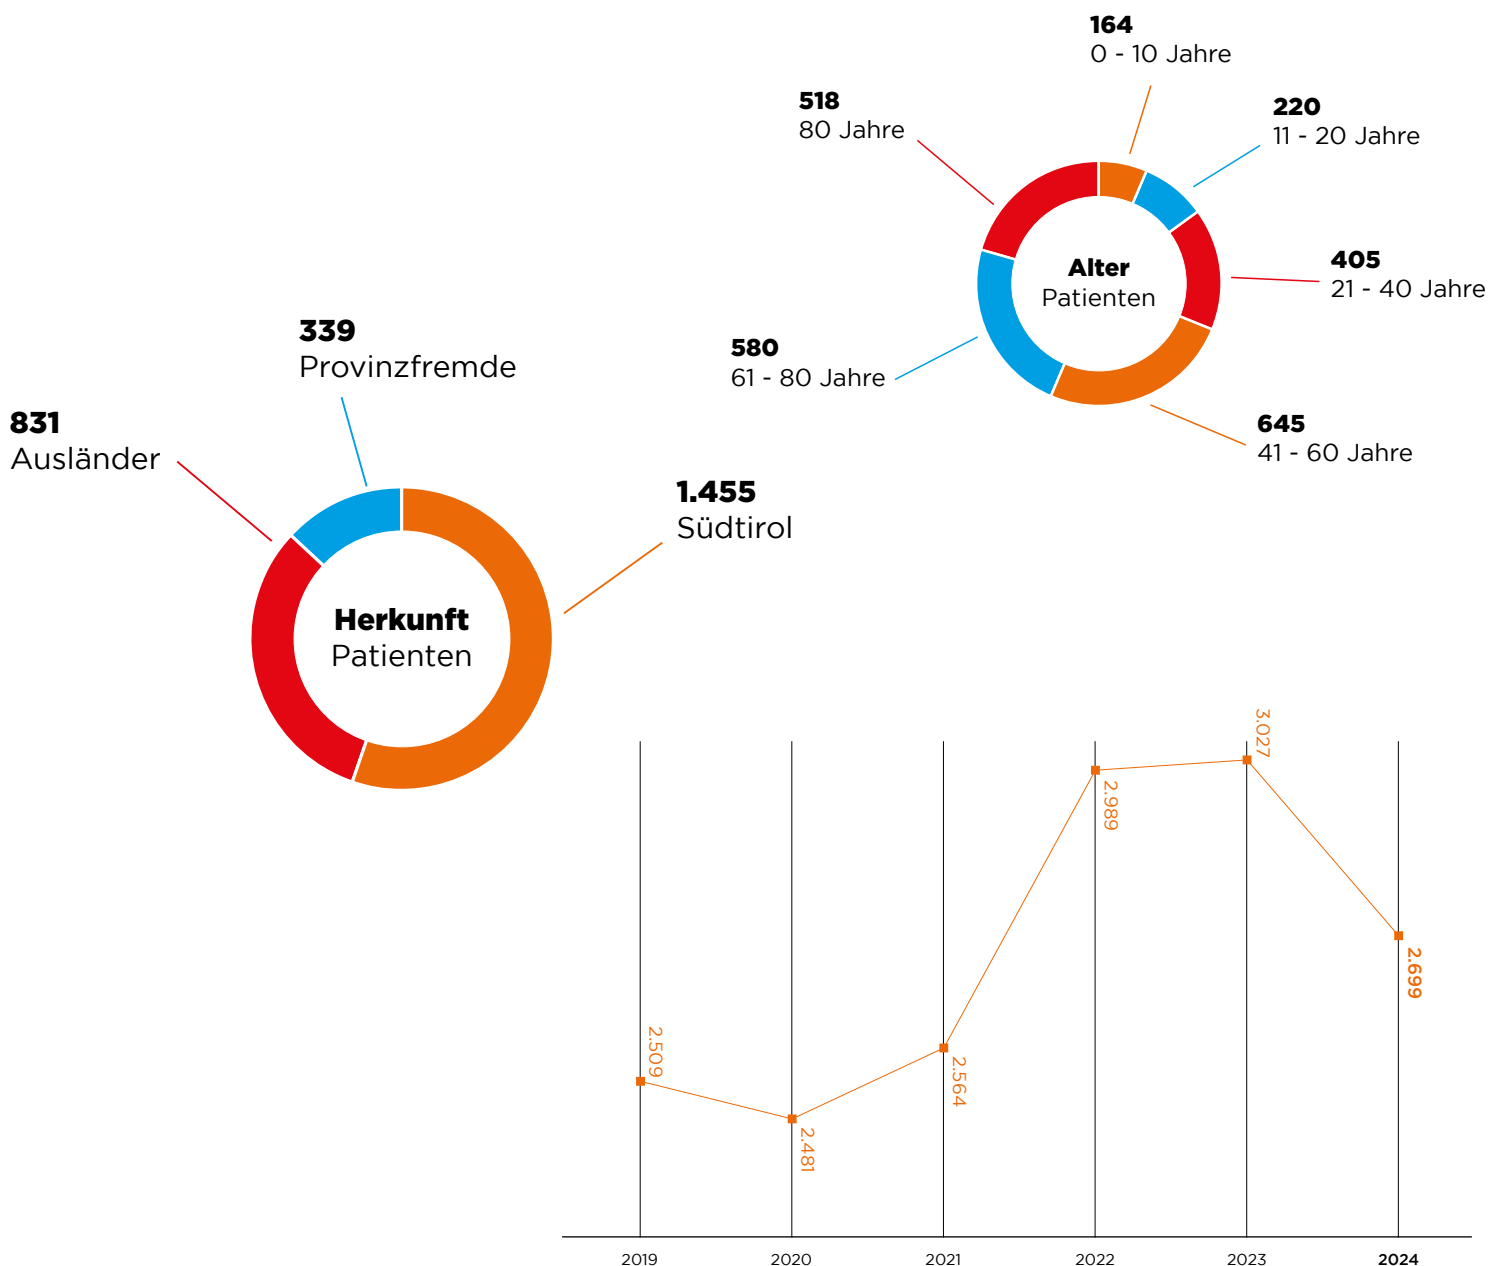 164
0 - 10 Jahre
518
80 Jahre
220
11 - 20 Jahre
Alter
Patienten
405
21 - 40 Jahre
580
61 - 80 Jahre
645
41 - 60 Jahre
339
Provinzfremde
831
Ausländer
1.455
Südtirol
Herkunft
Patienten
2.509
2.481
2.564
2.989
3.027
2.699
2019
2020
2021
2022
2023
2024